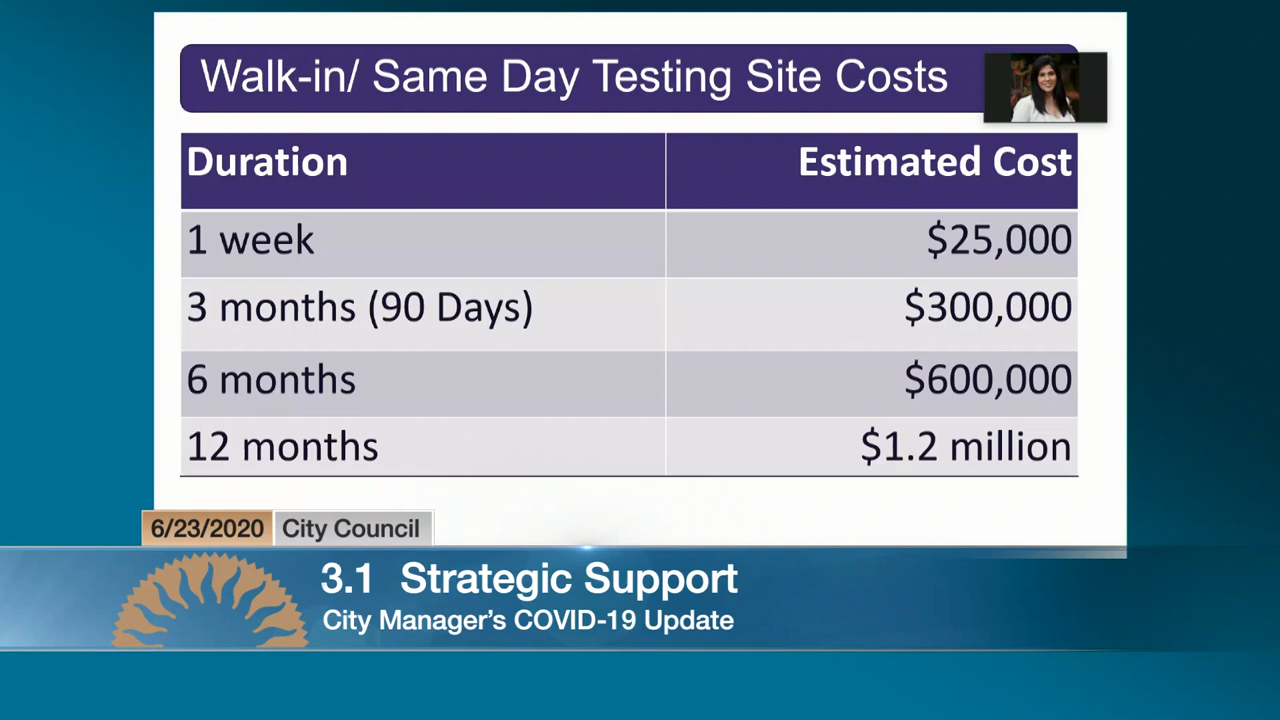 Walk-in/ Same Day Testing Site Costs
Duration Estimated Cost
1 week $25,000
3 months (90 Days) $300,000
6 months $600,000
12 months $1.2 million
6/23/2020 City Council
3.1 Strategic Support
City Manager's COVID-19 Update